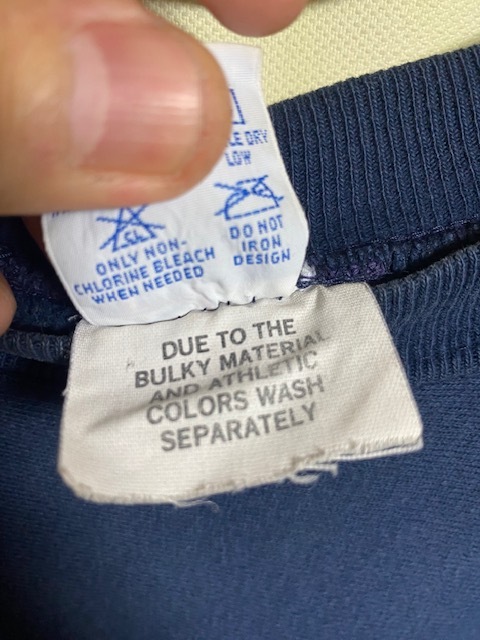 DRY
LOW
CL
ONLY NON-
CHLORINE BLEACH
WHEN NEEDED
DO NOT
IRON
DESIGN
DUE TO THE
BULKY MATERIAL
AND ATHLETIC
COLORS WASH
SEPARATELY